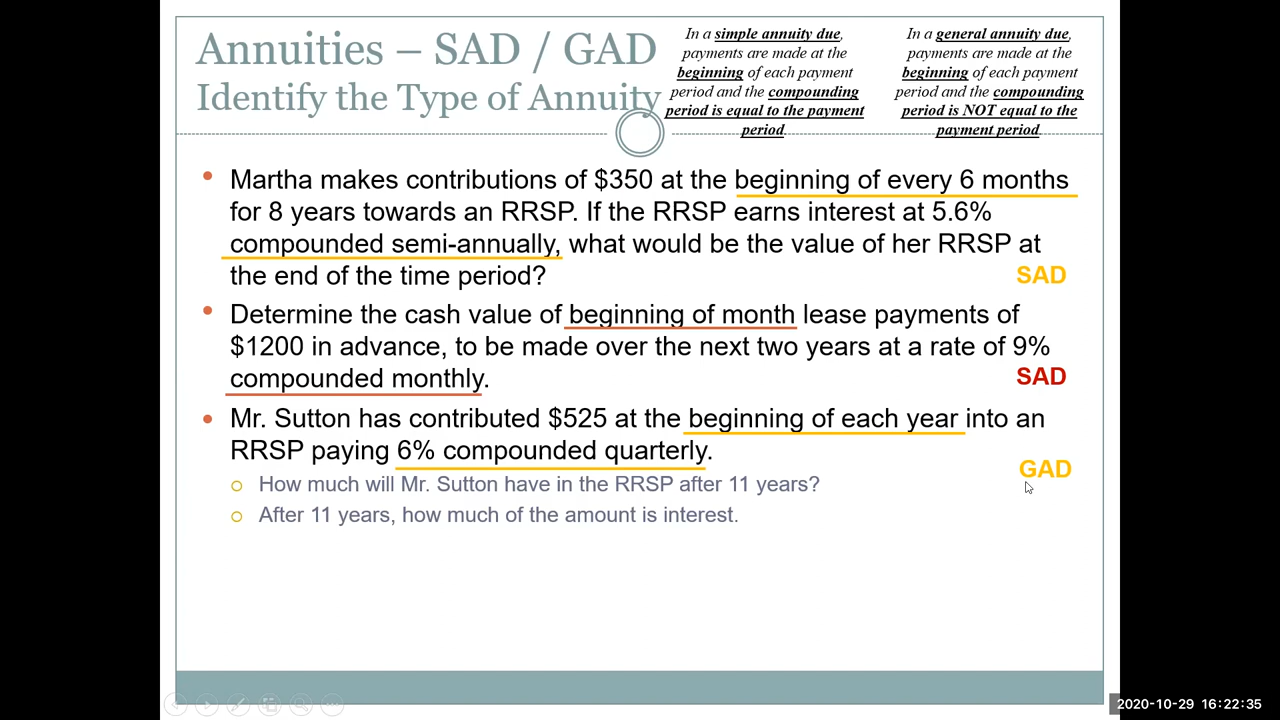 Annuities – SAD / GAD
Identify the Type of Annuity
In a simple annuity due,
payments are made at the
beginning of each payment
period and the compounding
period is equal to the payment
period.
In a general annuity due,
payments are made at the
beginning of each payment
period and the compounding
period is NOT equal to the
payment period.
• Martha makes contributions of $350 at the beginning of every 6 months
for 8 years towards an RRSP. If the RRSP earns interest at 5.6%
compounded semi-annually, what would be the value of her RRSP at
the end of the time period?
SAD
• Determine the cash value of beginning of month lease payments of
$1200 in advance, to be made over the next two years at a rate of 9%
compounded monthly.
SAD
• Mr. Sutton has contributed $525 at the beginning of each year into an
RRSP paying 6% compounded quarterly.
GAD
How much will Mr. Sutton have in the RRSP after 11 years?
After 11 years, how much of the amount is interest.
2020-10-29 16:22:35